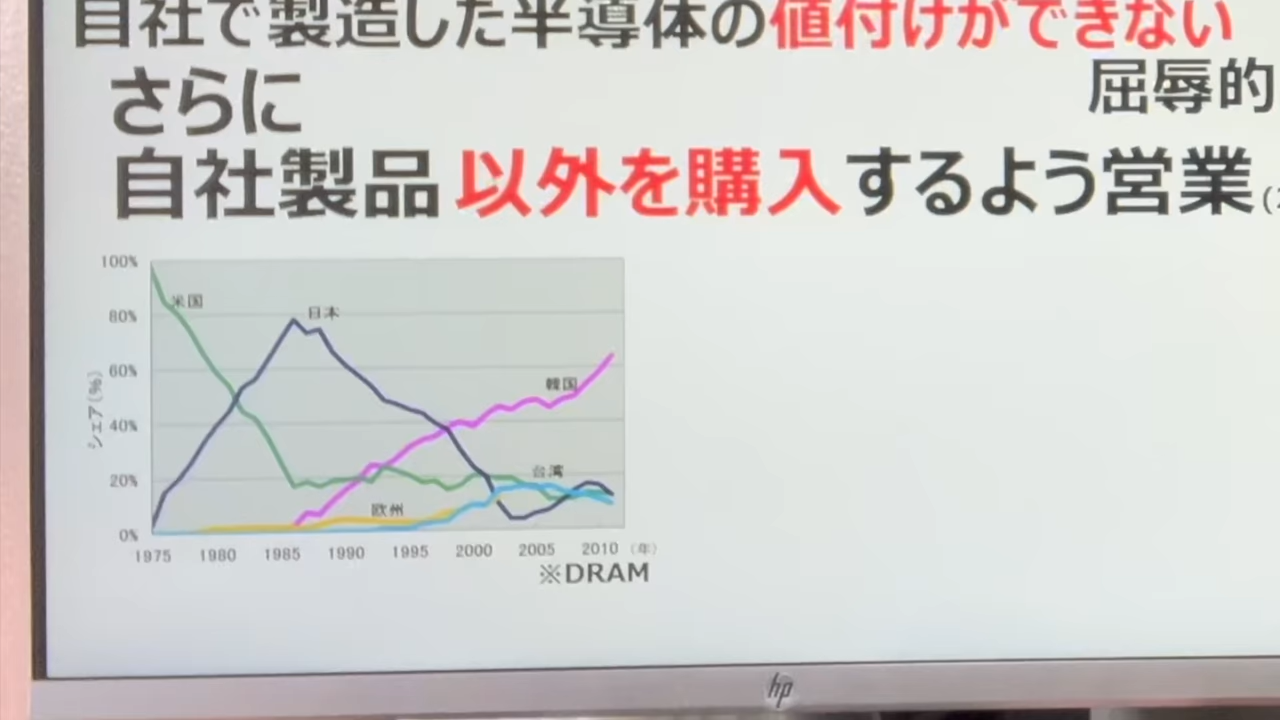 自社で製造した半導体の値付けができない
さらに
屈辱的
自社製品以外を購入するよう営業
100%
80%
60%
40%
20%
0%
シェア(%)
米国
日本
韓国
台湾
欧州
1975 1980 1985 1990 1995 2000 2005 2010 (年)
※DRAM
hp